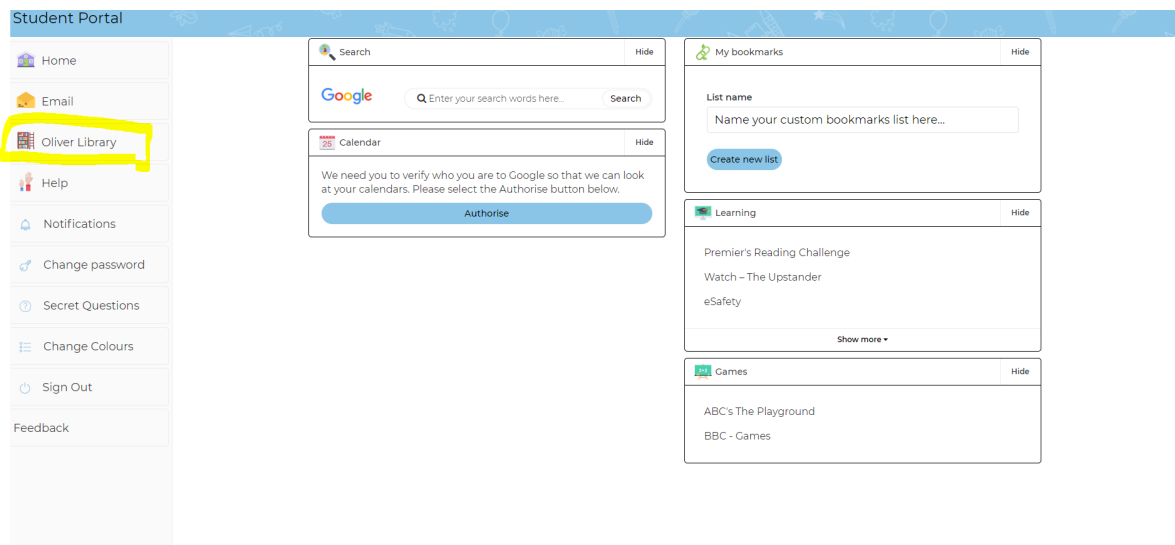 Student Portal
Home
Email
Oliver Library
Help
Notifications
Change password
Secret Questions
Change Colours
Sign Out
Feedback
Search
Hide
Google
Enter your search words here...
Search
25
Calendar
Hide
We need you to verify who you are to Google so that we can look
at your calendars. Please select the Authorise button below.
Authorise
My bookmarks
Hide
List name
Name your custom bookmarks list here...
Create new list
Learning
Hide
Premier's Reading Challenge
Watch – The Upstander
eSafety
Show more
Games
Hide
ABC's The Playground
BBC - Games